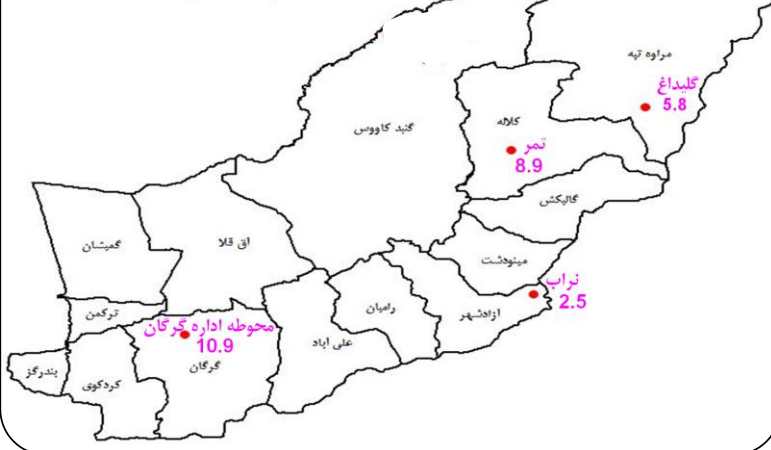 مراوه تپه
گلیداغ
5.8
کلاله
گنبد کاووس
تمر
8.9
گالیکش
اق قلا
گمیشان
مینودشت
نراب
2.5
رامیان
ازادشهر
ترکمن
محوطه اداره گرگان
10.9
علی اباد
گرگان
بندرگز
کردکوی